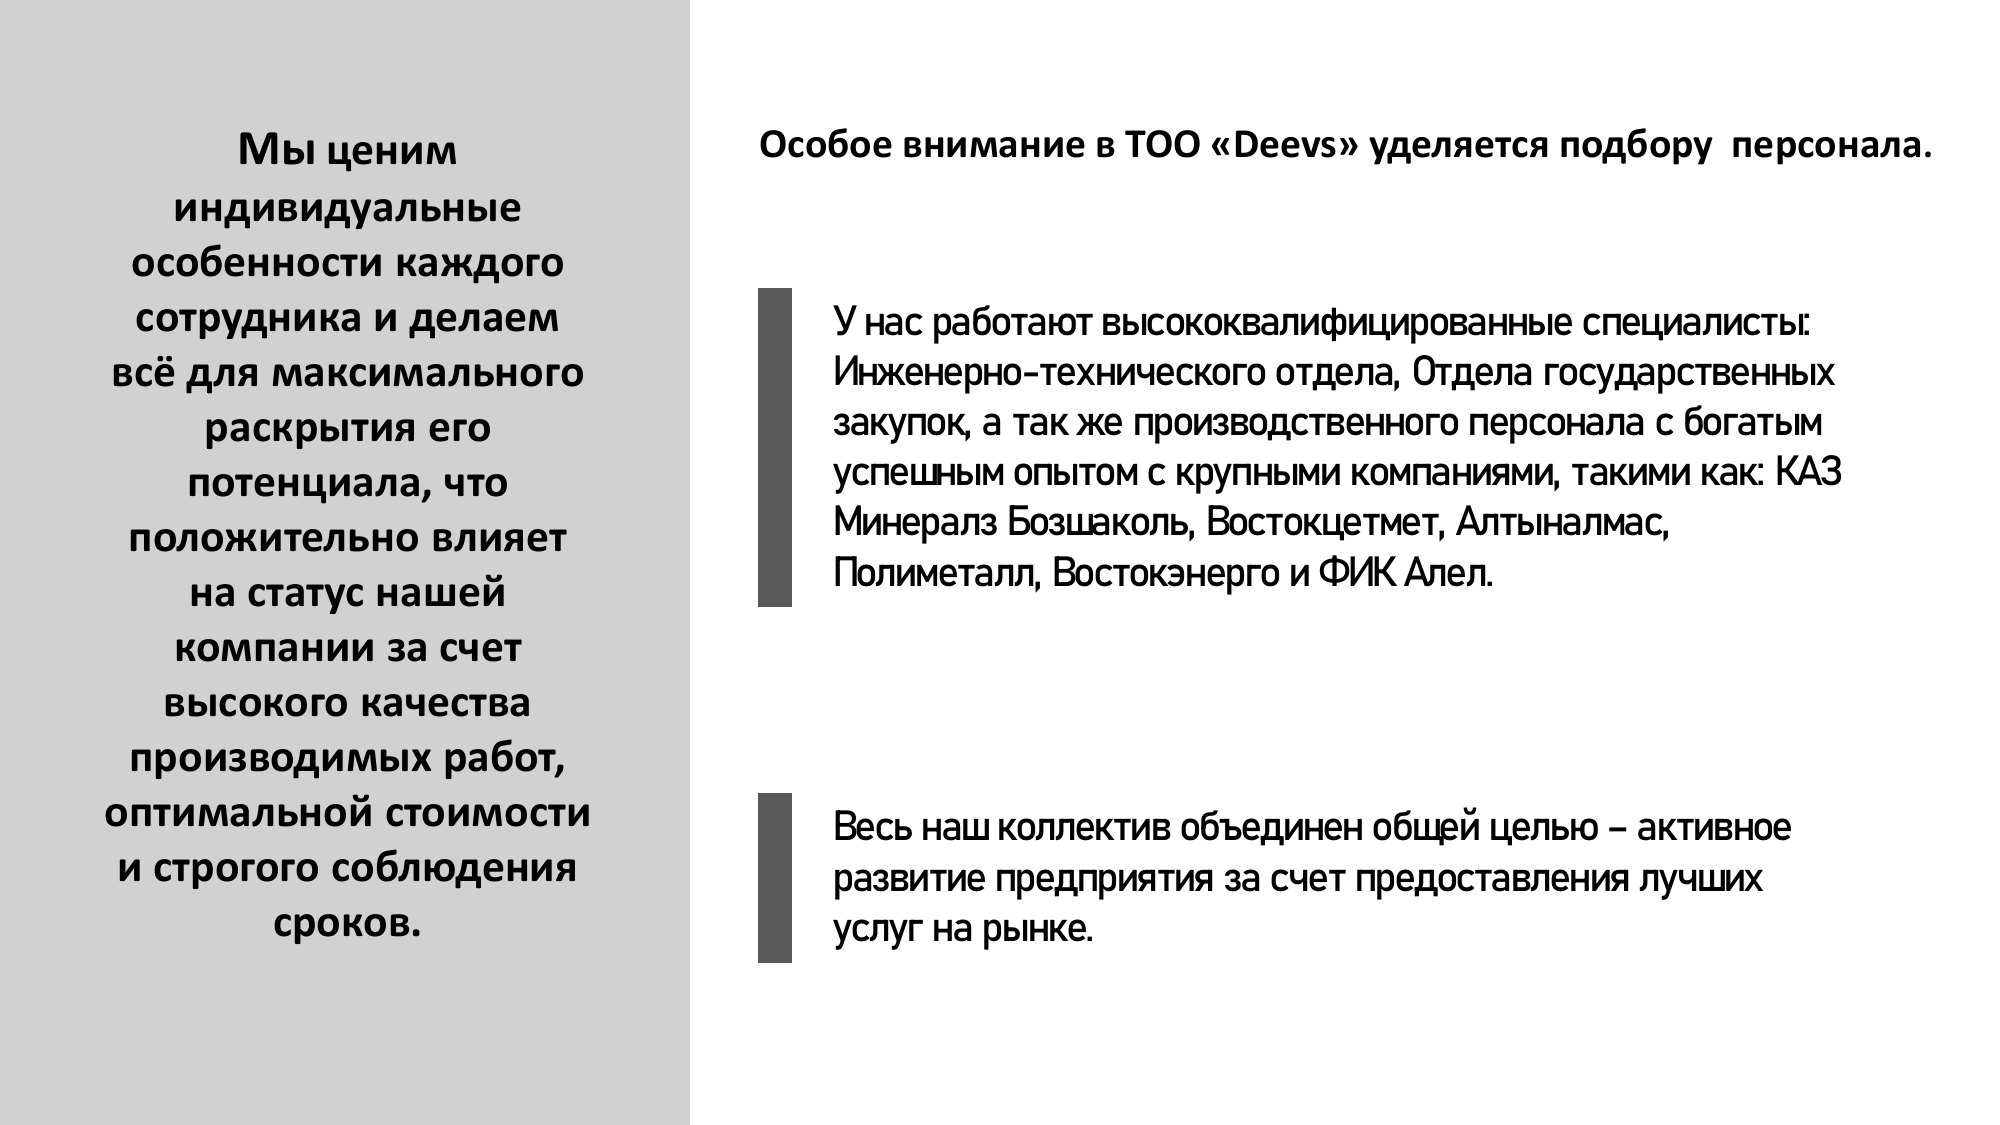 Мы ценим
индивидуальные
особенности каждого
сотрудника и делаем
всё для максимального
раскрытия его
потенциала, что
положительно влияет
на статус нашей
компании за счет
высокого качества
производимых работ,
оптимальной стоимости
и строгого соблюдения
сроков.
Особое внимание в ТОО «Deevs» уделяется подбору  персонала.
У нас работают высококвалифицированные специалисты:
Инженерно-технического отдела, Отдела государственных
закупок, а так же производственного персонала с богатым
успешным опытом с крупными компаниями, такими как: КАЗ
Минералз Бозшаколь, Востокцетмет, Алтыналмас,
Полиметалл, Востокэнерго и ФИК Алел.
Весь наш коллектив объединен общей целью – активное
развитие предприятия за счет предоставления лучших
услуг на рынке.